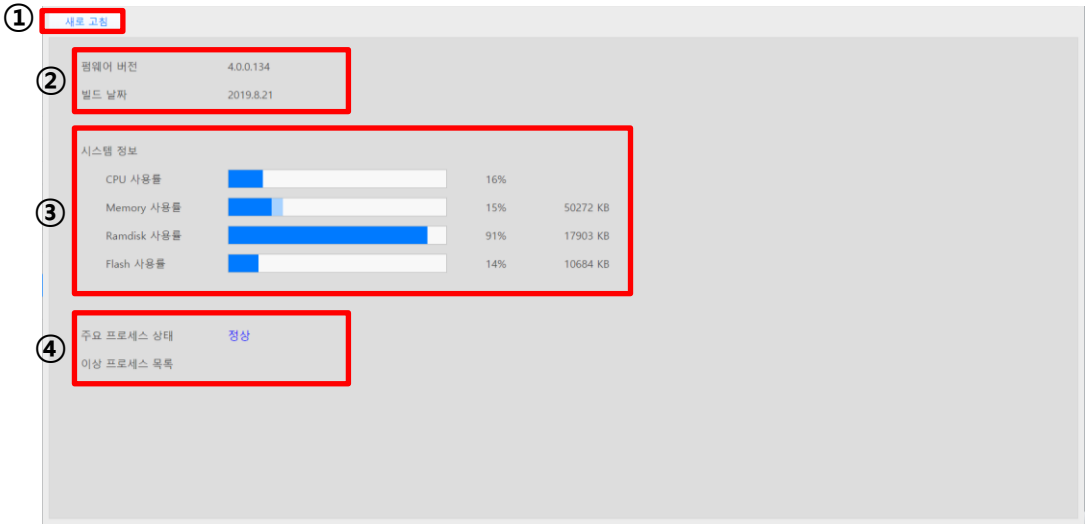 ① 새로 고침
② 펌웨어 버전 4.0.0.134
빌드 날짜 2019.8.21
시스템 정보
CPU 사용률 16%
③ Memory 사용률 15% 50272 KB
Ramdisk 사용률 91% 17903 KB
Flash 사용률 14% 10684 KB
④ 주요 프로세스 상태 정상
이상 프로세스 목록